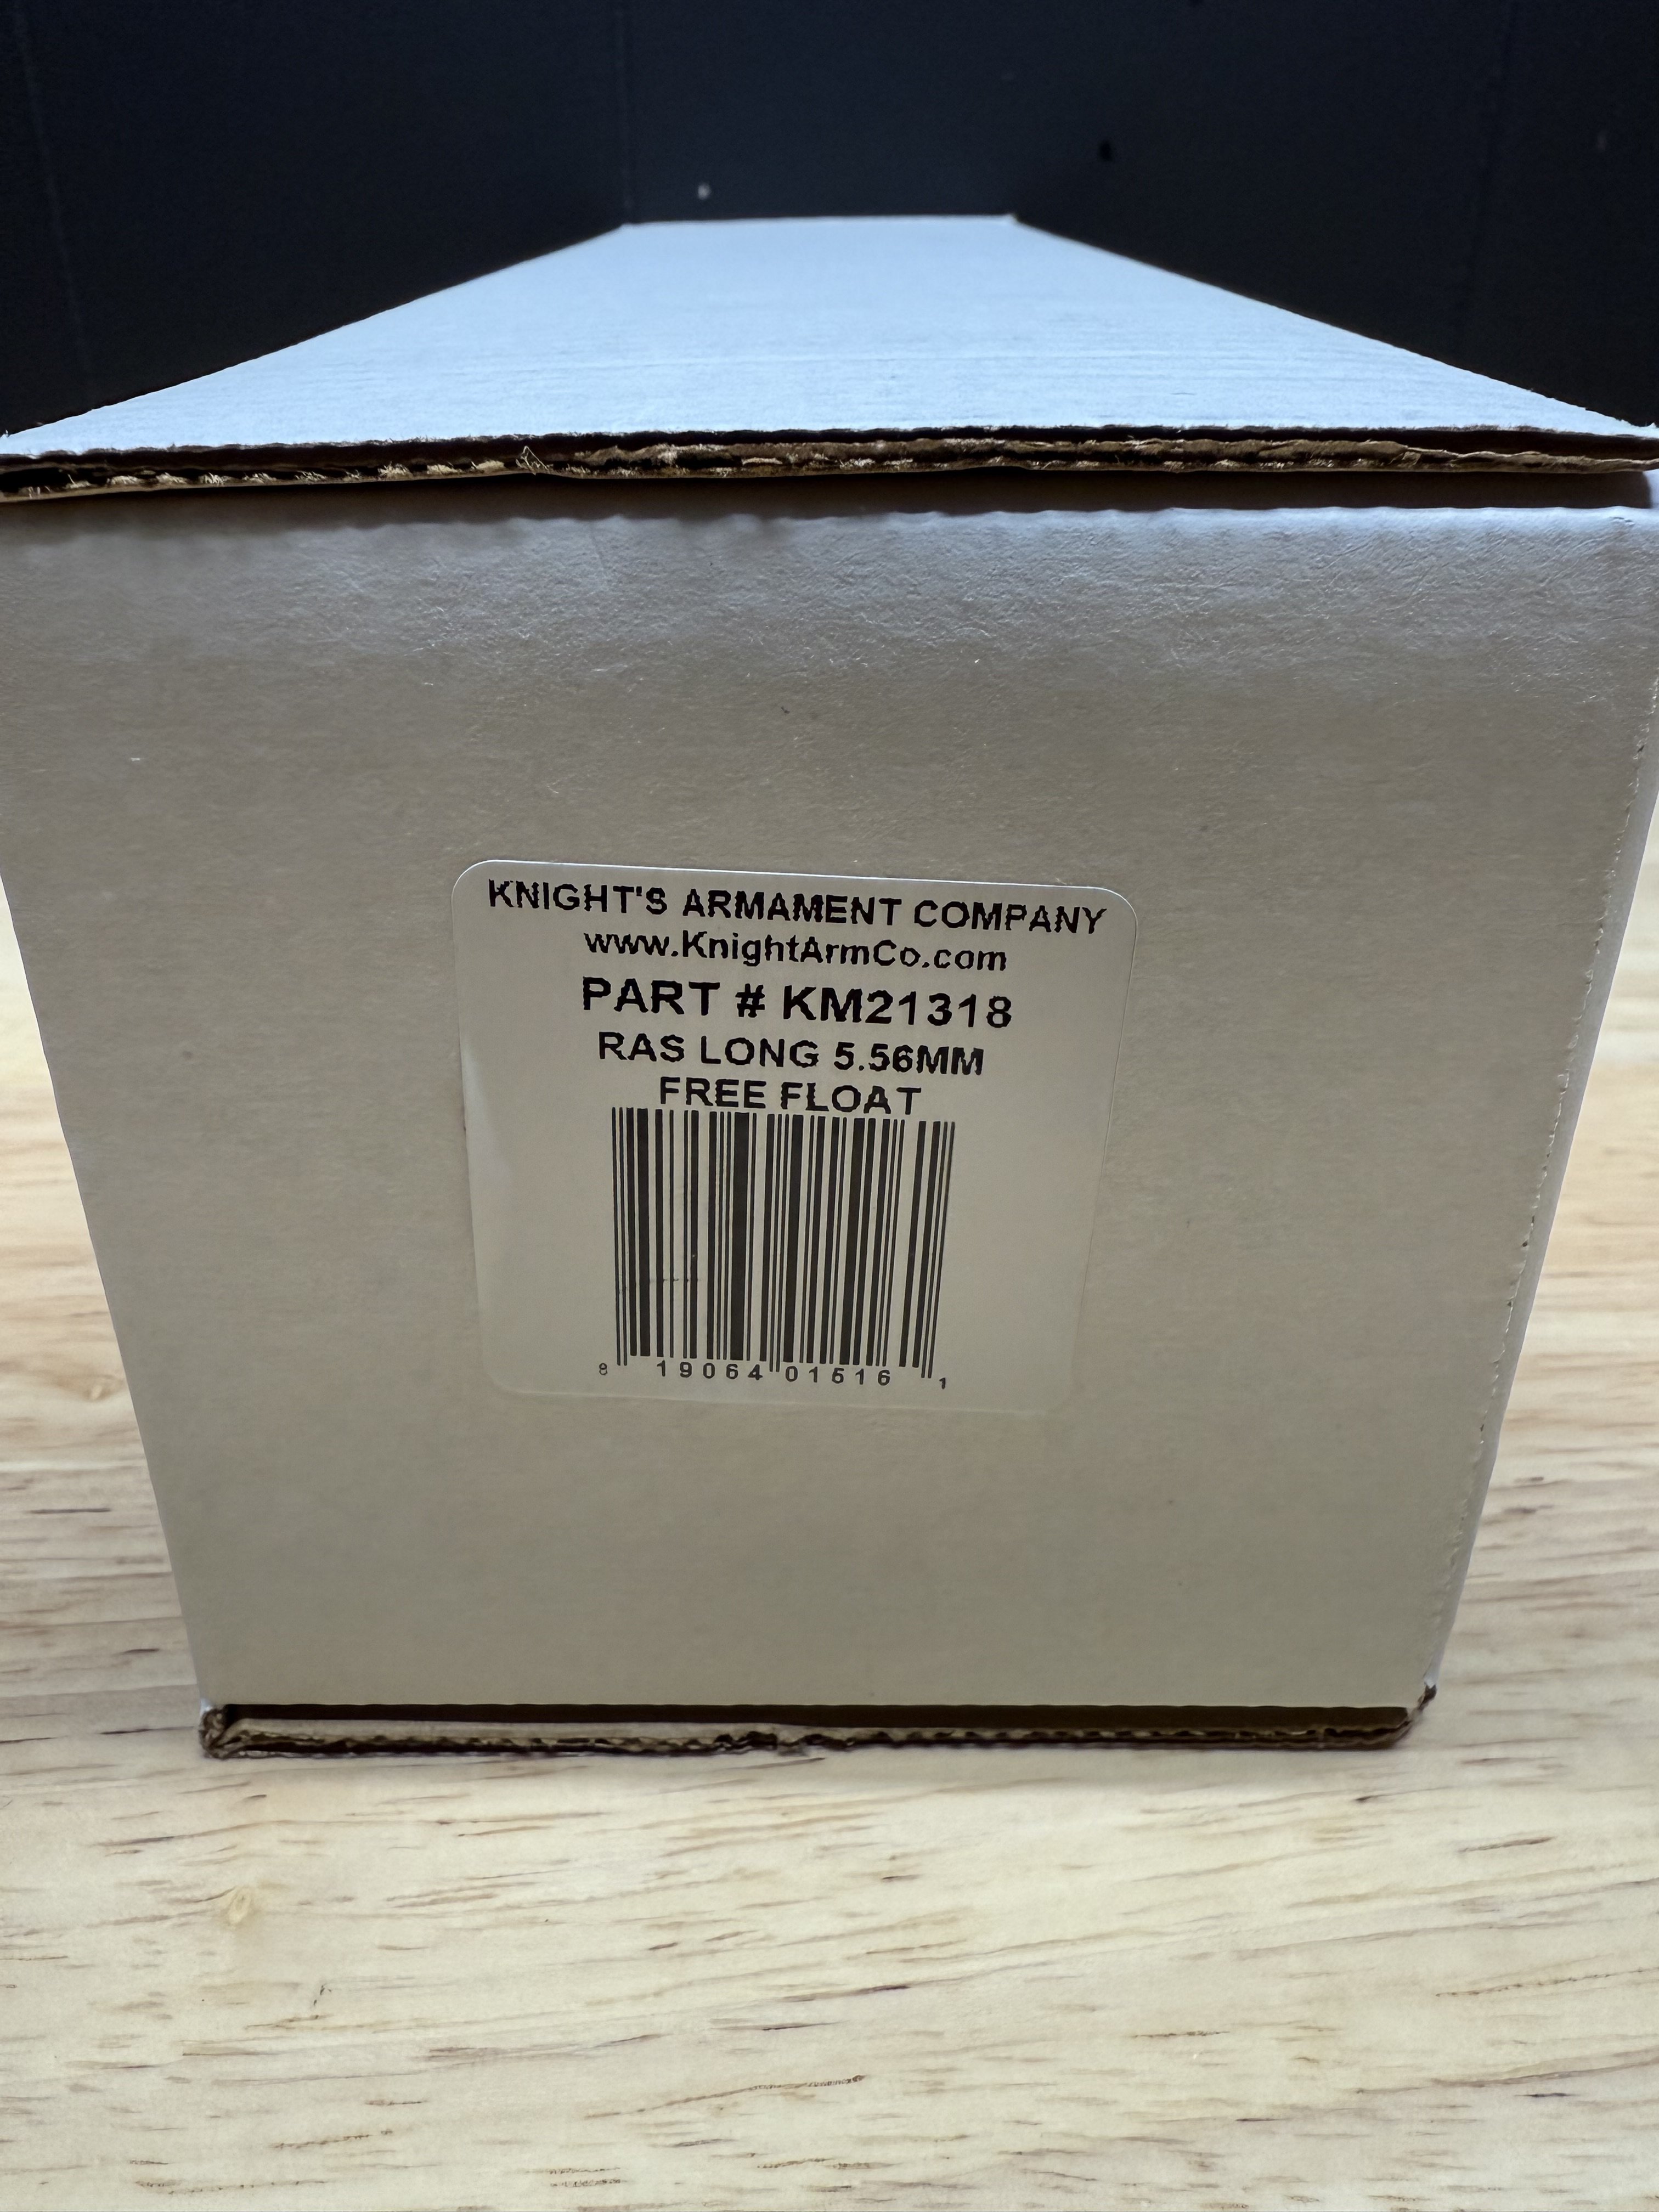 KNIGHT'S ARMAMENT COMPANY
www.KnightArmCo.com
PART # KM21318
RAS LONG 5.56MM
FREE FLOAT
8 19064 01516 1